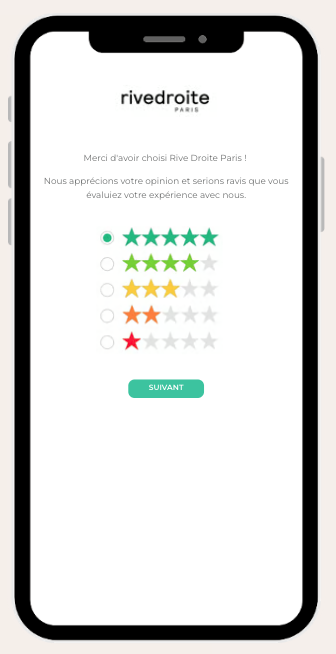 rivedroite
PARIS
Merci d'avoir choisi Rive Droite Paris !
Nous apprécions votre opinion et serions ravis que vous
évaluiez votre expérience avec nous.
SUIVANT